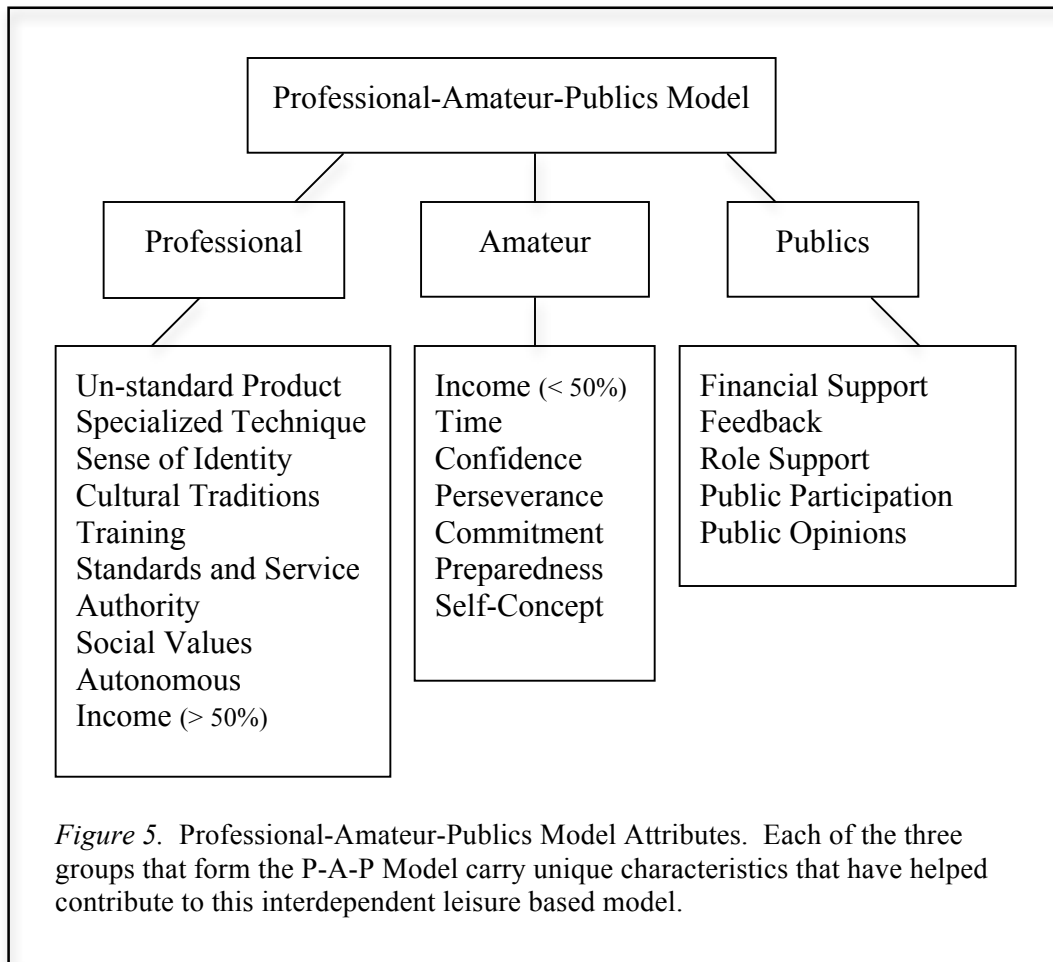 Professional-Amateur-Publics Model
Professional
Amateur
Publics
Un-standard Product
Specialized Technique
Sense of Identity
Cultural Traditions
Training
Standards and Service
Authority
Social Values
Autonomous
Income (> 50%)
Income (< 50%)
Time
Confidence
Perseverance
Commitment
Preparedness
Self-Concept
Financial Support
Feedback
Role Support
Public Participation
Public Opinions
Figure 5. Professional-Amateur-Publics Model Attributes. Each of the three
groups that form the P-A-P Model carry unique characteristics that have helped
contribute to this interdependent leisure based model.